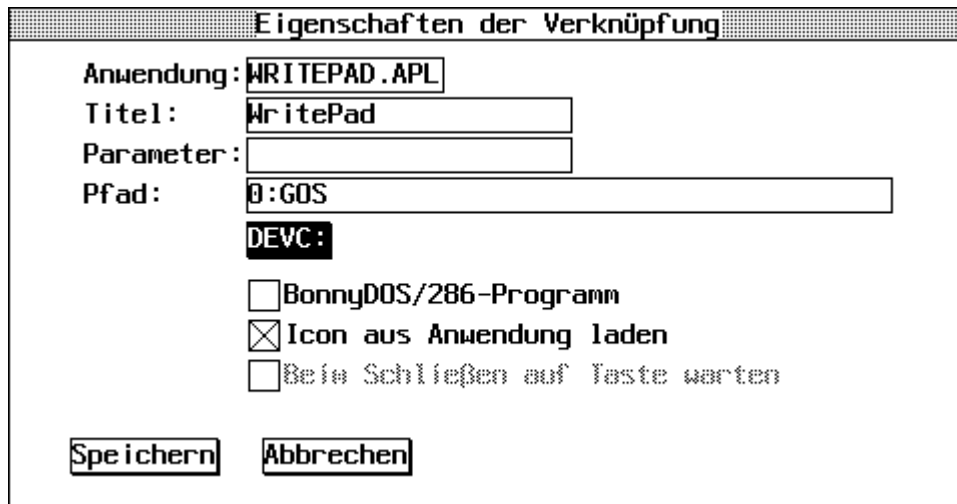 Eigenschaften der Verknüpfung
Anwendung: WRITEPAD.APL
Titel: WritePad
Parameter:
Pfad: 0:GOS
DEVC:
BonnyDOS/286-Programm
Icon aus Anwendung laden
Beim Schließen auf Taste warten
Speichern Abbrechen